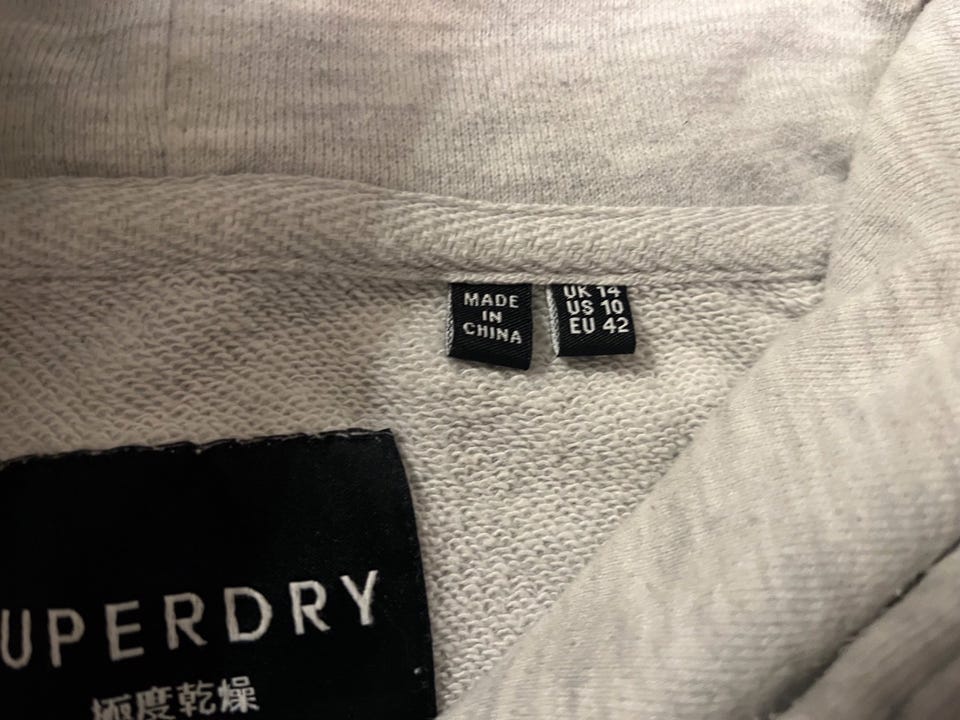 MADE
IN
CHINA
UK 14
US 10
EU 42
UPERDRY
極度乾燥